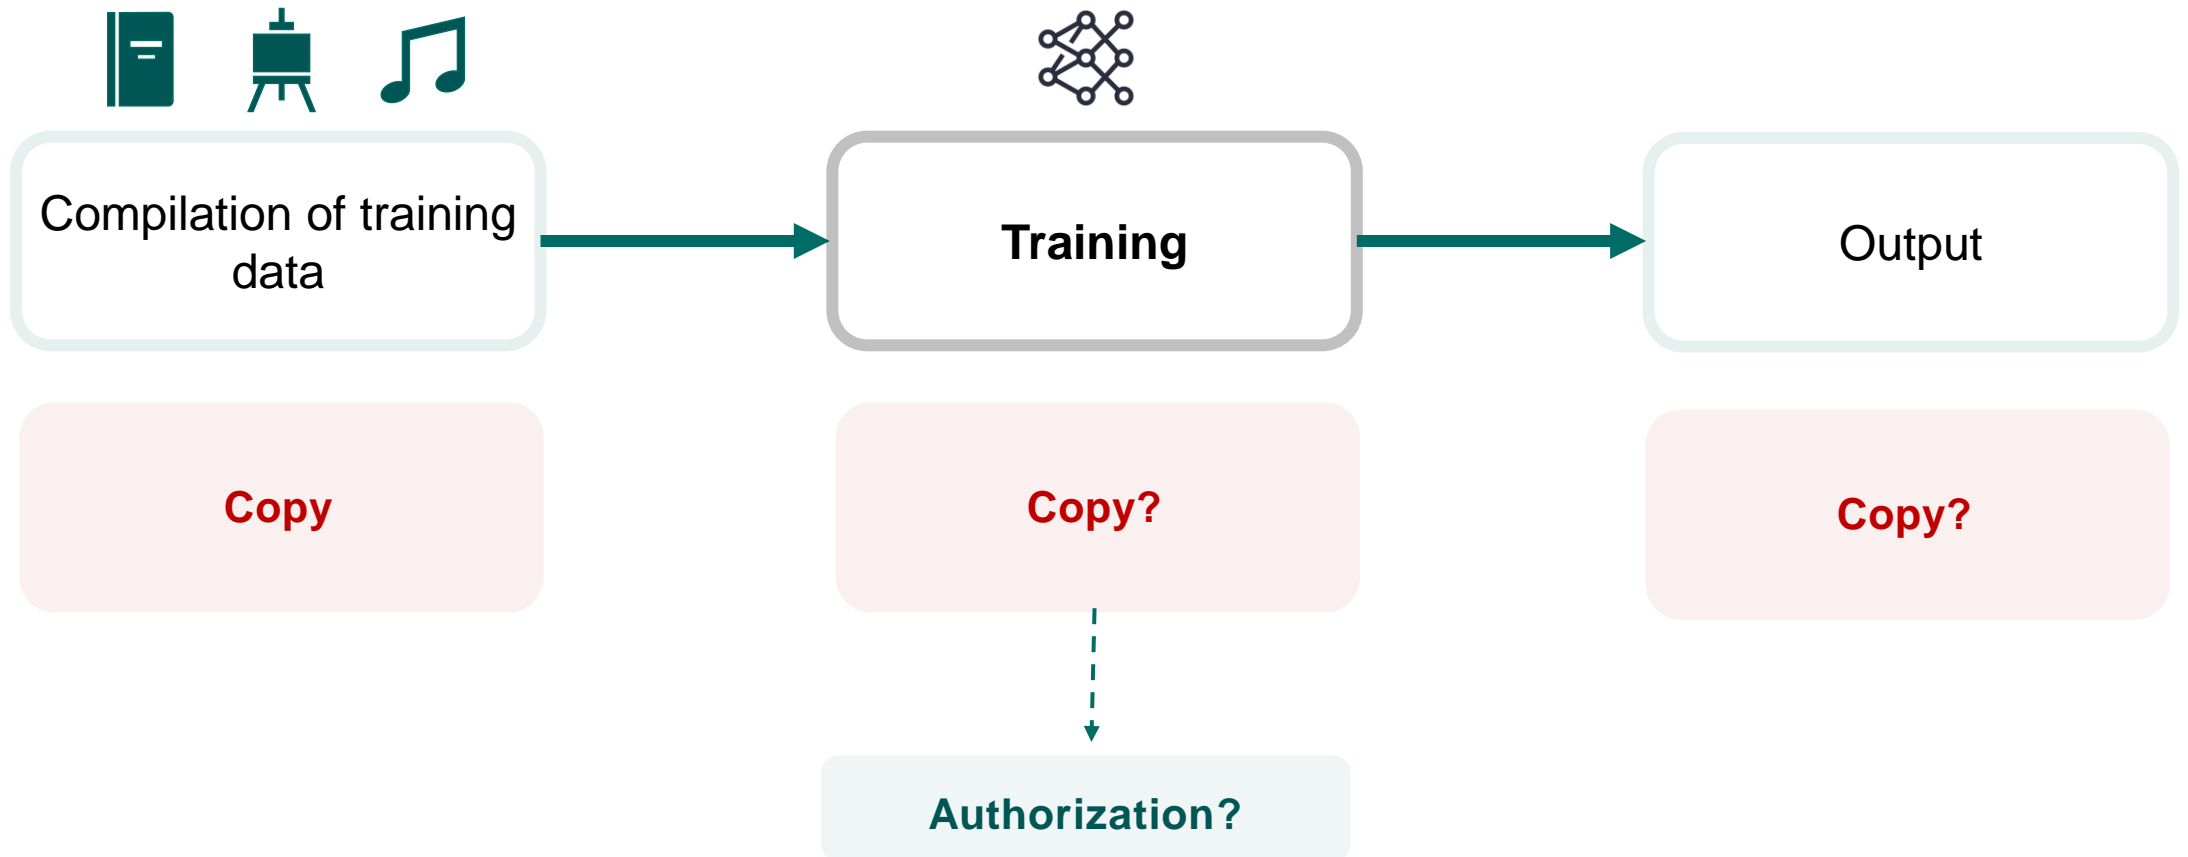 Compilation of training
data
Training
Output
Copy
Copy?
Copy?
Authorization?